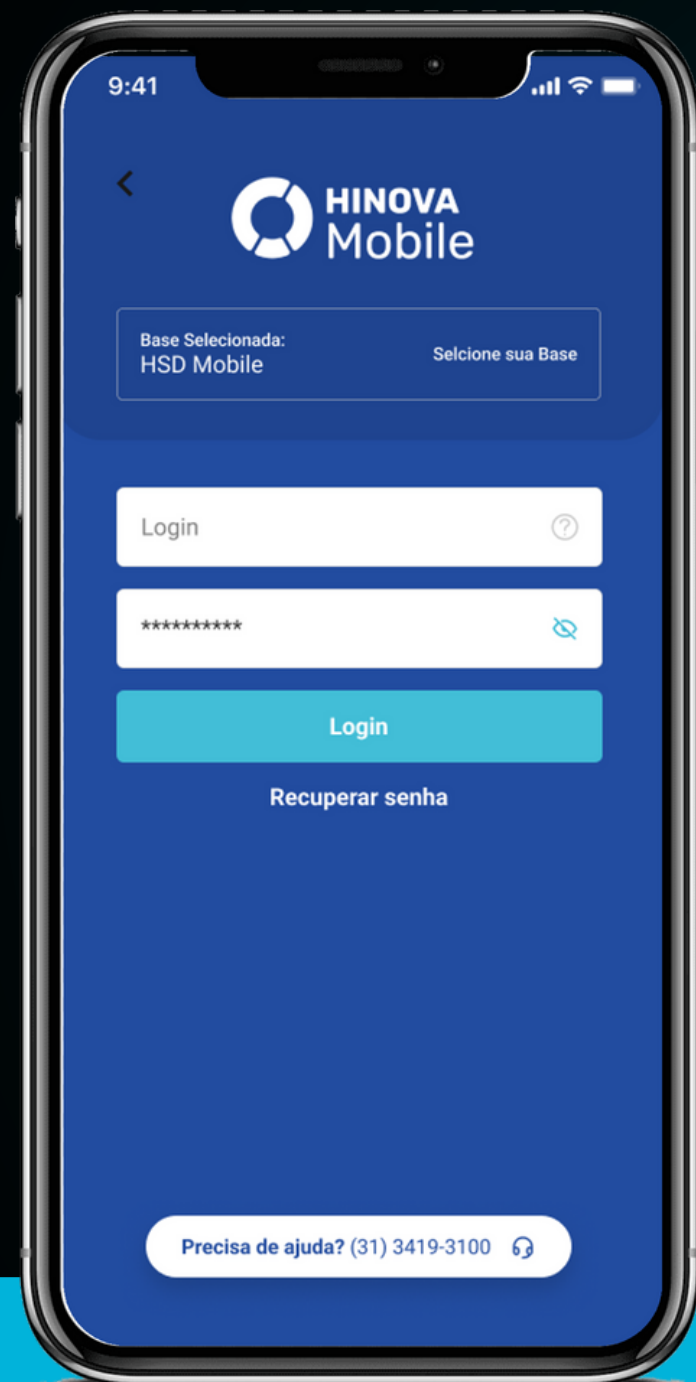 9:41
HINOVA
Mobile
Base Selecionada:
HSD Mobile
Selcione sua Base
Login
**********
Login
Recuperar senha
Precisa de ajuda? (31) 3419-3100